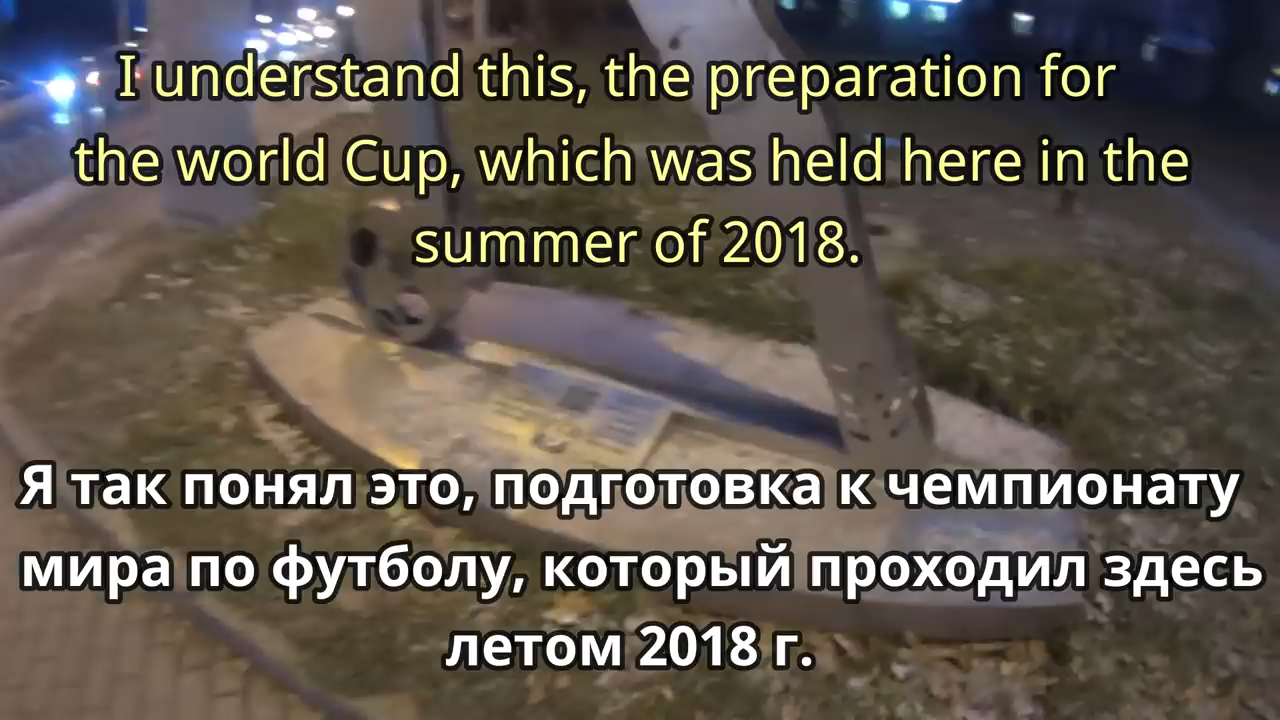 I understand this, the preparation for
the world Cup, which was held here in the
summer of 2018.
Я так понял это, подготовка к чемпионату
мира по футболу, который проходил здесь
летом 2018 г.